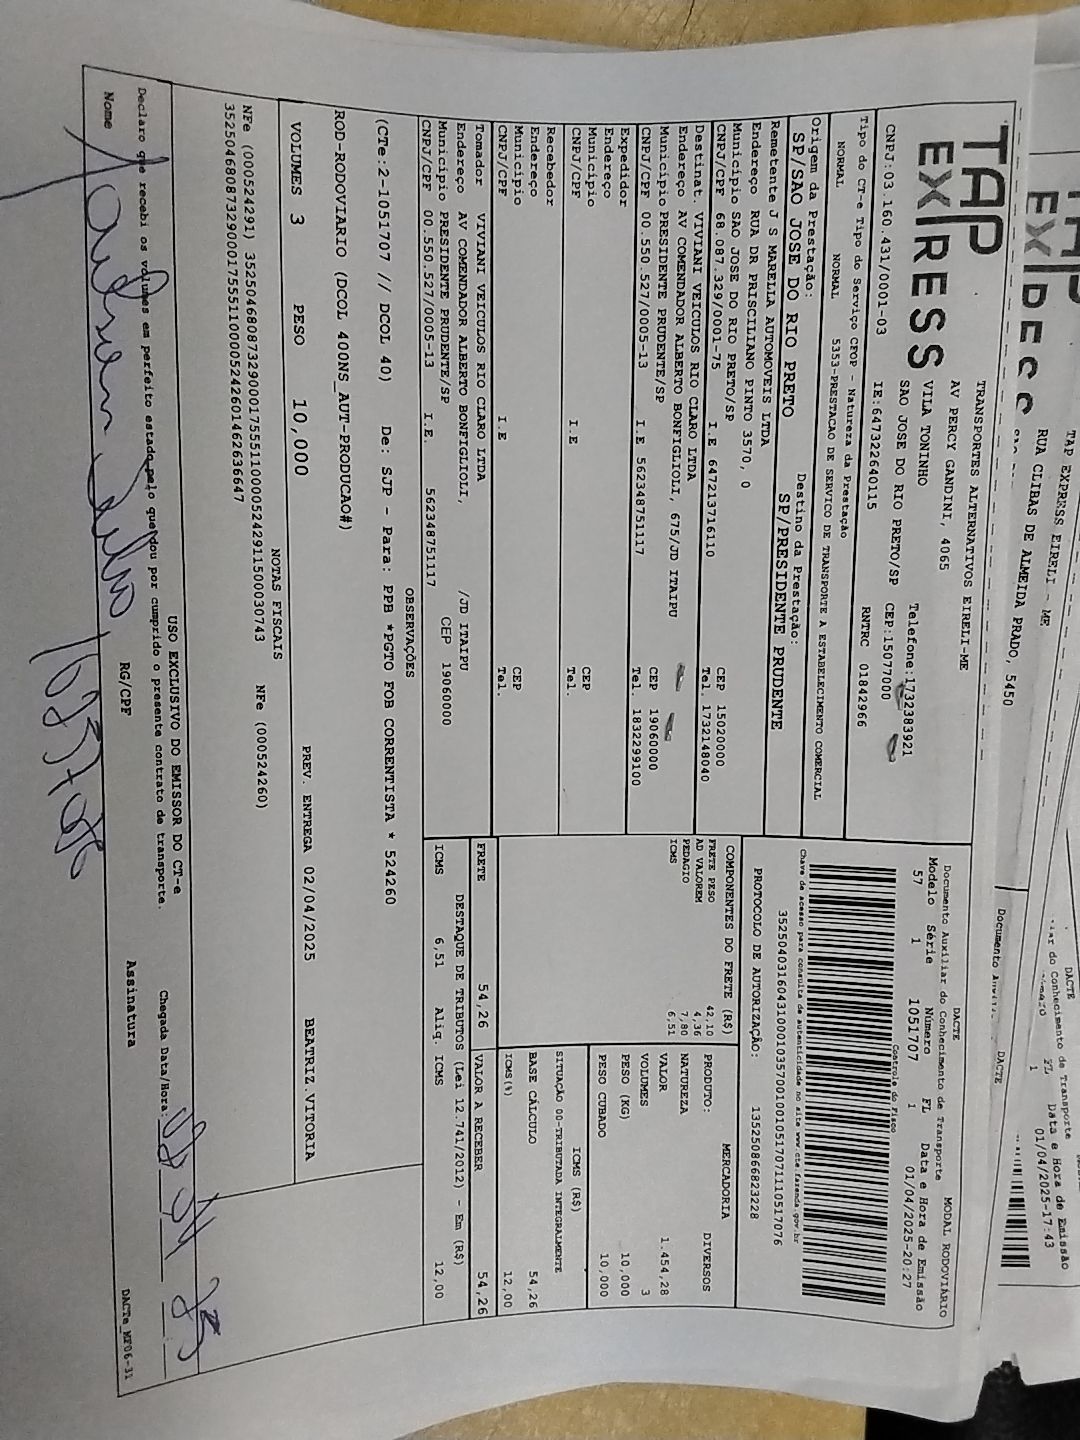 TAP EXPRESS EIRELI - ME
RUA CLIBAS DE ALMEIDA PRADO, 5450
DACTE
Data e Hora de Emissão
01/04/2025-17:43
TAP
EXPRESS
TRANSPORTES ALTERNATIVOS EIRELI-ME
AV PERCY GANDINI, 4065
VILA TONINHO
SAO JOSE DO RIO PRETO/SP CEP:15077000
Telefone:1732383921
CNPJ:03.160.431/0001-03 IE:647322640115 RNTRC 01842966
DACTE MODAL RODOVIÁRIO
Documento Auxiliar do Conhecimento de Transporte
Modelo Série Número FL Data e Hora de Emissão
57 1 1051707 1 01/04/2025-20:27
Controle do Fisco
Chave de acesso para consulta de autenticidade no site www.cte.fazenda.gov.br
35250403160431000103570010010517071110517076
PROTOCOLO DE AUTORIZAÇÃO: 135250866823228
Tipo do CT-e Tipo do Serviço CFOP - Natureza da Prestação
NORMAL NORMAL 5353-PRESTACAO DE SERVICO DE TRANSPORTE A ESTABELECIMENTO COMERCIAL
Origem da Prestação: Destino da Prestação:
SP/SAO JOSE DO RIO PRETO SP/PRESIDENTE PRUDENTE
Remetente J S MARELLA AUTOMOVEIS LTDA
Endereço RUA DR PRISCILIANO PINTO 3570, 0
Município SAO JOSE DO RIO PRETO/SP CEP 15020000
CNPJ/CPF 68.087.329/0001-75 I.E 647213716110 Tel. 1732148040
Destinat. VIVIANI VEICULOS RIO CLARO LTDA
Endereço AV COMENDADOR ALBERTO BONFIGLIOLI, 675/JD ITAIPU
Município PRESIDENTE PRUDENTE/SP CEP 19060000
CNPJ/CPF 00.550.527/0005-13 I.E 562348751117 Tel. 1832299100
Expedidor
Endereço
Município CEP
CNPJ/CPF I.E Tel.
Recebedor
Endereço
Município CEP
CNPJ/CPF I.E Tel.
Tomador VIVIANI VEICULOS RIO CLARO LTDA
Endereço AV COMENDADOR ALBERTO BONFIGLIOLI, /JD ITAIPU
Município PRESIDENTE PRUDENTE/SP CEP 19060000
CNPJ/CPF 00.550.527/0005-13 I.E. 562348751117
COMPONENTES DO FRETE (R$)
FRETE PESO 42,10
AD VALOREM 4,36
PEDAGIO 7,80
ICMS 6,51
MERCADORIA
PRODUTO: DIVERSOS
NATUREZA
VALOR 1.454,28
VOLUMES 3
PESO (KG) 10,000
PESO CUBADO 10,000
ICMS (R$)
SITUAÇÃO 00-TRIBUTADA INTEGRALMENTE
BASE CÁLCULO 54,26
ICMS(%) 12,00
FRETE 54,26 VALOR A RECEBER 54,26
DESTAQUE DE TRIBUTOS (Lei 12.741/2012) - Em (R$)
ICMS 6,51 Aliq. ICMS 12,00
OBSERVAÇÕES
(CTe:2-1051707 // DCOL 40) De: SJP - Para: PPB *PGTO FOB CORRENTISTA * 524260
ROD-RODOVIARIO (DCOL 400NS_AUT-PRODUCAO#)
VOLUMES 3 PESO 10,000 PREV. ENTREGA 02/04/2025 BEATRIZ.VITORIA
NOTAS FISCAIS
NFe (000524291) 35250468087329000175551100005242911500030743 NFe (000524260)
35250468087329000175551100005242601462636647
USO EXCLUSIVO DO EMISSOR DO CT-e
Declaro que recebi os volumes em perfeito estado pelo que dou por cumprido o presente contrato de transporte.
Chegada Data/Hora:
Nome RG/CPF Assinatura
DACTe_MF06-31